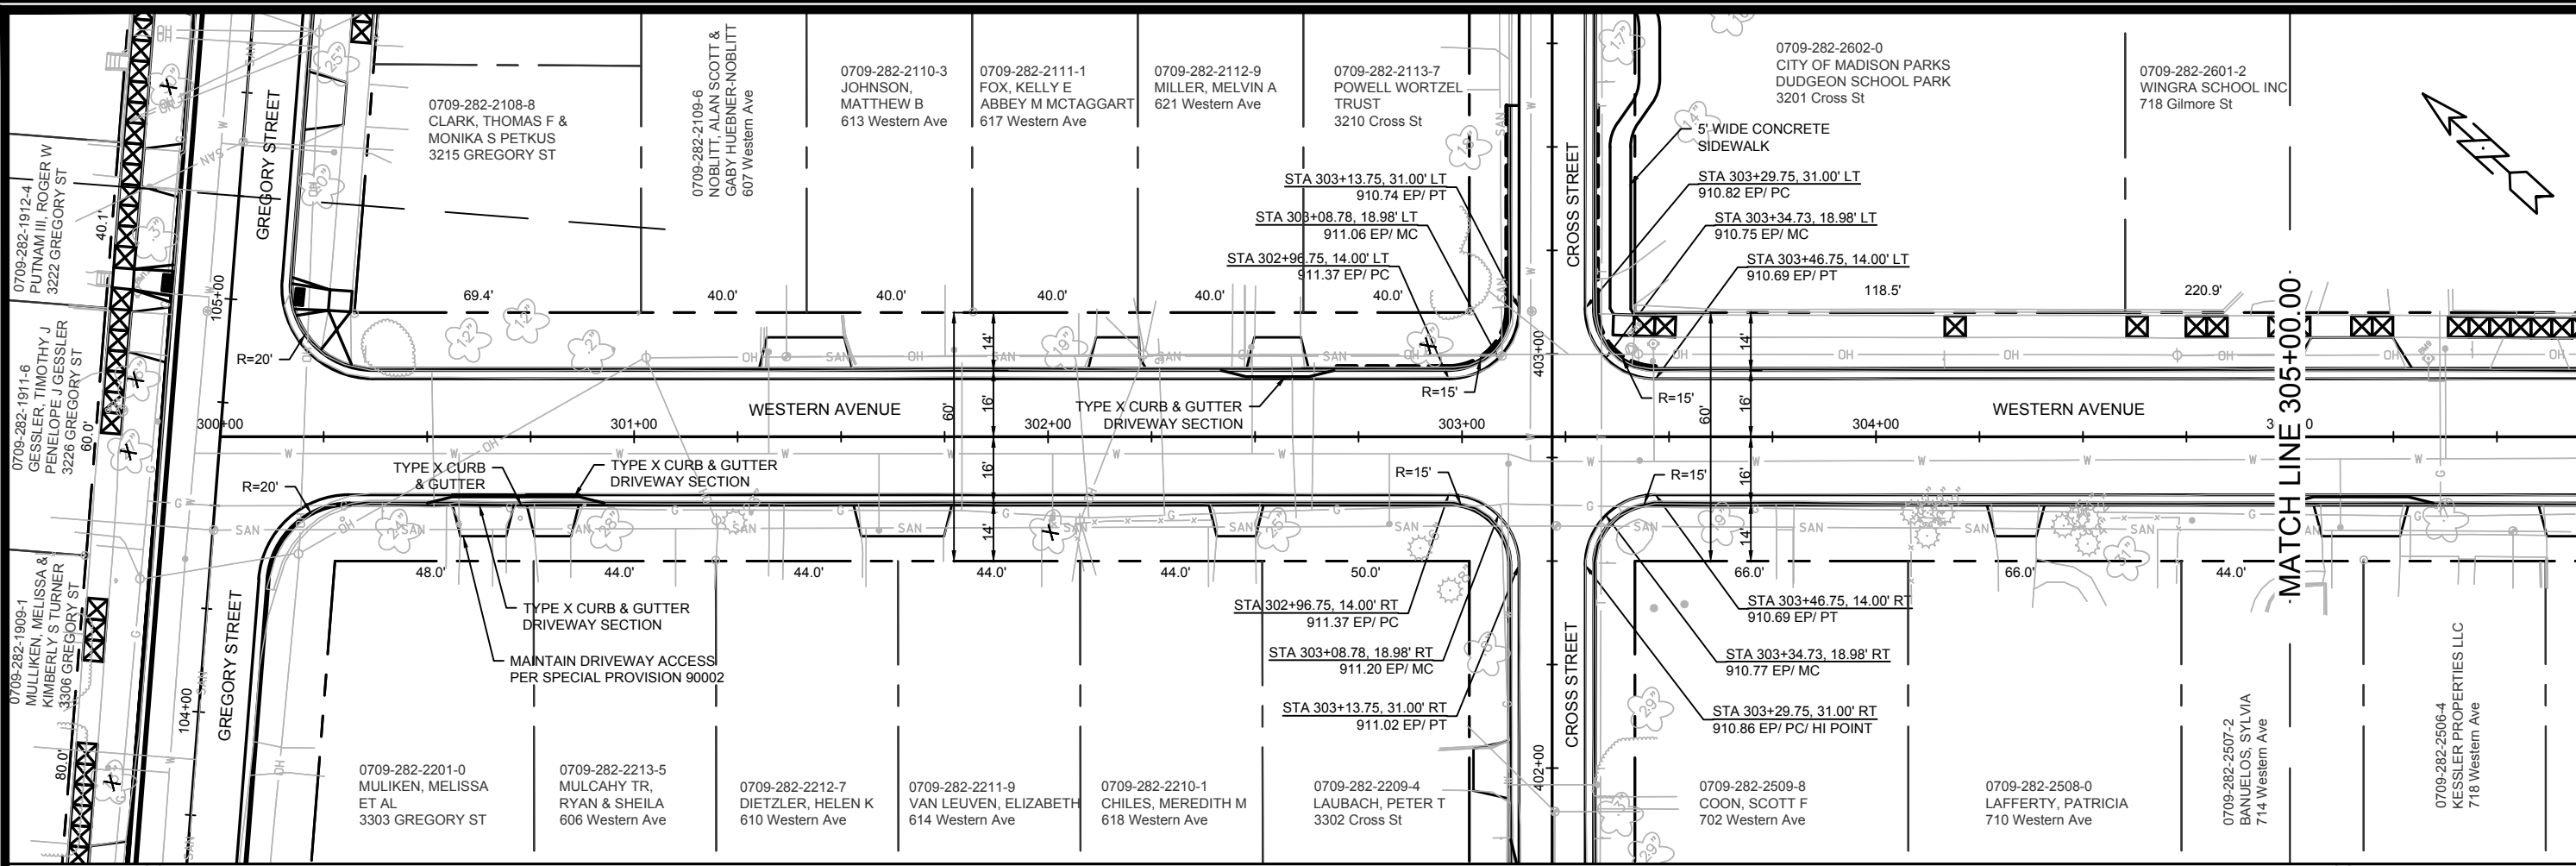 0709-282-2108-8
CLARK, THOMAS F &
MONIKA S PETKUS
3215 GREGORY ST
0709-282-2109-6
NOBLITT, ALAN SCOTT &
GABY HUEBNER-NOBLITT
607 Western Ave
0709-282-2110-3
JOHNSON,
MATTHEW B
613 Western Ave
0709-282-2111-1
FOX, KELLY E
ABBEY M MCTAGGART
617 Western Ave
0709-282-2112-9
MILLER, MELVIN A
621 Western Ave
0709-282-2113-7
POWELL WORTZEL
TRUST
3210 Cross St
0709-282-2602-0
CITY OF MADISON PARKS
DUDGEON SCHOOL PARK
3201 Cross St
0709-282-2601-2
WINGRA SCHOOL INC
718 Gilmore St
5' WIDE CONCRETE
SIDEWALK
0709-282-1912-4
PUTNAM III, ROGER W
3222 GREGORY ST
40.1'
0709-282-1911-6
GESSLER, TIMOTHY J
PENELOPE J GESSLER
3226 GREGORY ST
60.0'
0709-282-1909-1
MULLIKEN, MELISSA &
KIMBERLY S TURNER
3306 GREGORY ST
80.0'
GREGORY STREET
105+00
GREGORY STREET
104+00
CROSS STREET
403+00
CROSS STREET
402+00
STA 303+13.75, 31.00' LT
910.74 EP/ PT
STA 303+08.78, 18.98' LT
911.06 EP/ MC
STA 302+96.75, 14.00' LT
911.37 EP/ PC
STA 303+29.75, 31.00' LT
910.82 EP/ PC
STA 303+34.73, 18.98' LT
910.75 EP/ MC
STA 303+46.75, 14.00' LT
910.69 EP/ PT
69.4'
40.0'
40.0'
40.0'
40.0'
40.0'
118.5'
220.9'
R=20'
R=15'
R=15'
14'
16'
60'
16'
14'
14'
16'
60'
16'
14'
WESTERN AVENUE
TYPE X CURB & GUTTER
DRIVEWAY SECTION
WESTERN AVENUE
300+00
301+00
302+00
303+00
304+00
MATCH LINE 305+00.00
TYPE X CURB
& GUTTER
TYPE X CURB & GUTTER
DRIVEWAY SECTION
R=20'
R=15'
R=15'
48.0'
44.0'
44.0'
44.0'
44.0'
50.0'
66.0'
66.0'
44.0'
TYPE X CURB & GUTTER
DRIVEWAY SECTION
MAINTAIN DRIVEWAY ACCESS
PER SPECIAL PROVISION 90002
STA 302+96.75, 14.00' RT
911.37 EP/ PC
STA 303+08.78, 18.98' RT
911.20 EP/ MC
STA 303+13.75, 31.00' RT
911.02 EP/ PT
STA 303+46.75, 14.00' RT
910.69 EP/ PT
STA 303+34.73, 18.98' RT
910.77 EP/ MC
STA 303+29.75, 31.00' RT
910.86 EP/ PC/ HI POINT
0709-282-2201-0
MULIKEN, MELISSA
ET AL
3303 GREGORY ST
0709-282-2213-5
MULCAHY TR,
RYAN & SHEILA
606 Western Ave
0709-282-2212-7
DIETZLER, HELEN K
610 Western Ave
0709-282-2211-9
VAN LEUVEN, ELIZABETH
614 Western Ave
0709-282-2210-1
CHILES, MEREDITH M
618 Western Ave
0709-282-2209-4
LAUBACH, PETER T
3302 Cross St
0709-282-2509-8
COON, SCOTT F
702 Western Ave
0709-282-2508-0
LAFFERTY, PATRICIA
710 Western Ave
0709-282-2507-2
BANUELOS, SYLVIA
714 Western Ave
0709-282-2506-4
KESSLER PROPERTIES LLC
718 Western Ave